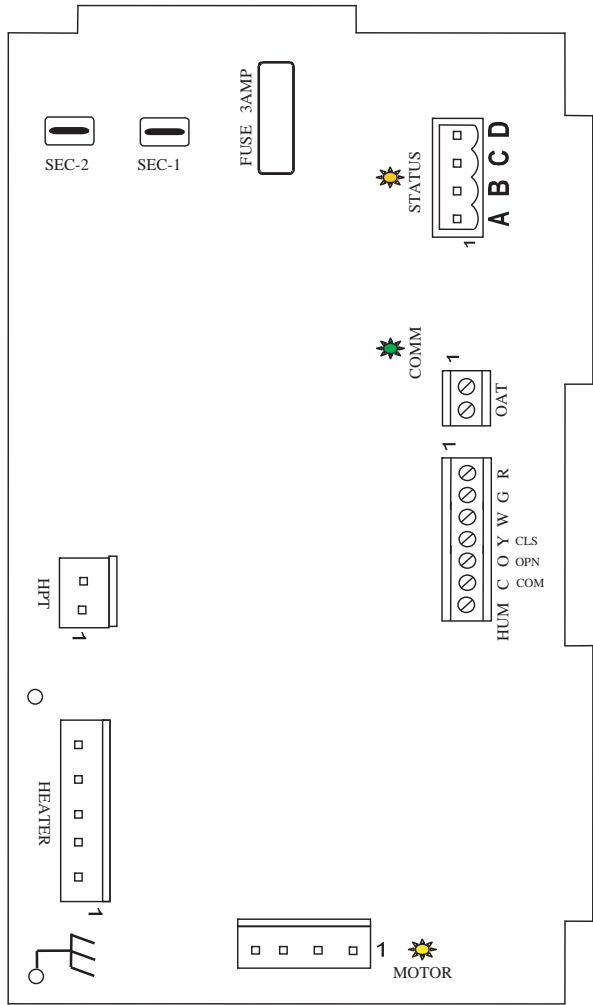 SEC-2
SEC-1
FUSE 3AMP
STATUS
A B C D
1
COMM
1
OAT
1
HUM C O Y W G R
CLS
OPN
COM
HPT
1
HEATER
1
1
MOTOR